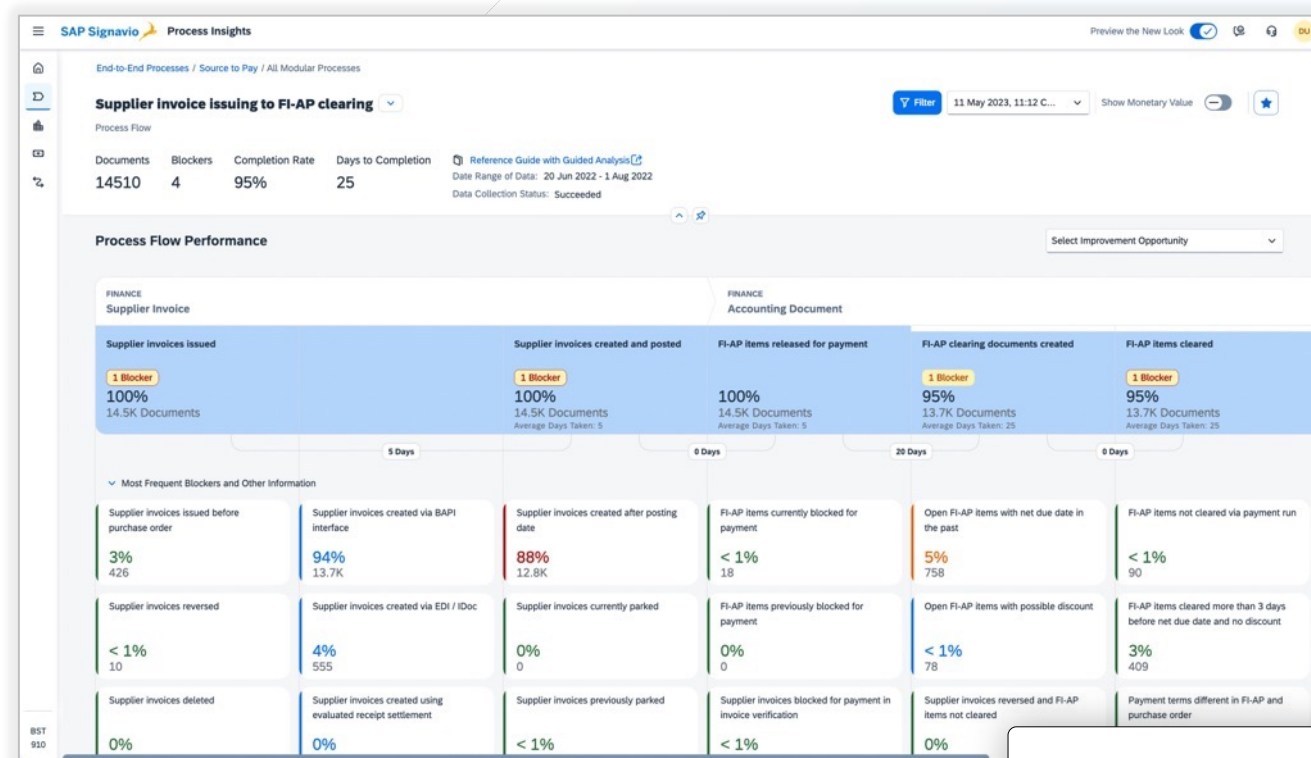 SAP Signavio Process Insights
Preview the New Look
DU
End-to-End Processes / Source to Pay / All Modular Processes
Supplier invoice issuing to FI-AP clearing
Filter
11 May 2023, 11:12 C...
Show Monetary Value
Process Flow
Documents Blockers Completion Rate Days to Completion
14510 4 95% 25
Reference Guide with Guided Analysis
Date Range of Data: 20 Jun 2022 - 1 Aug 2022
Data Collection Status: Succeeded
Process Flow Performance
Select Improvement Opportunity
FINANCE
Supplier Invoice
FINANCE
Accounting Document
Supplier invoices issued
1 Blocker
100%
14.5K Documents
Supplier invoices created and posted
1 Blocker
100%
14.5K Documents
Average Days Taken: 5
FI-AP items released for payment
100%
14.5K Documents
Average Days Taken: 5
FI-AP clearing documents created
1 Blocker
95%
13.7K Documents
Average Days Taken: 25
FI-AP items cleared
1 Blocker
95%
13.7K Documents
Average Days Taken: 25
5 Days
0 Days
20 Days
0 Days
Most Frequent Blockers and Other Information
Supplier invoices issued before
purchase order
3%
426
Supplier invoices created via BAPI
interface
94%
13.7K
Supplier invoices created after posting
date
88%
12.8K
FI-AP items currently blocked for
payment
< 1%
18
Open FI-AP items with net due date in
the past
5%
758
FI-AP items not cleared via payment run
< 1%
90
Supplier invoices reversed
< 1%
10
Supplier invoices created via EDI / IDoc
4%
555
Supplier invoices currently parked
0%
0
FI-AP items previously blocked for
payment
0%
0
Open FI-AP items with possible discount
< 1%
78
FI-AP items cleared more than 3 days
before net due date and no discount
3%
409
Supplier invoices deleted
0%
Supplier invoices created using
evaluated receipt settlement
0%
Supplier invoices previously parked
< 1%
Supplier invoices blocked for payment in
invoice verification
< 1%
Supplier invoices reversed and FI-AP
items not cleared
0%
Payment terms different in FI-AP and
purchase order
BST
910